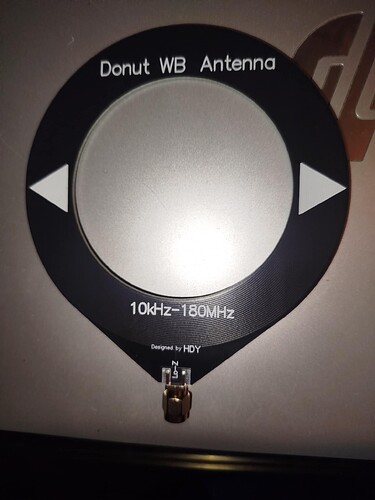 Donut WB Antenna
10kHz-180MHz
Designed by HDY